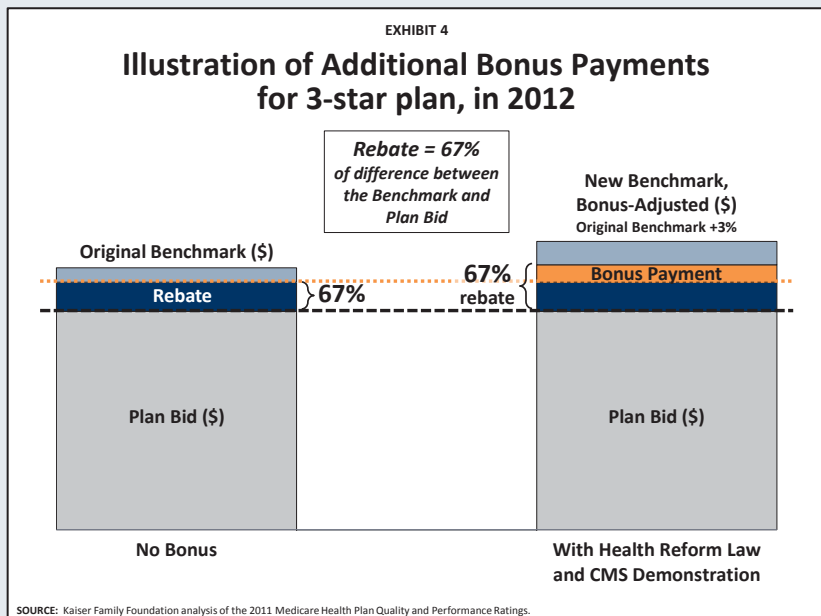 EXHIBIT 4
Illustration of Additional Bonus Payments
for 3-star plan, in 2012
Rebate = 67%
of difference between
the Benchmark and
Plan Bid
New Benchmark,
Bonus-Adjusted ($)
Original Benchmark +3%
Original Benchmark ($)
Rebate
67%
67%
rebate
Bonus Payment
Plan Bid ($)
Plan Bid ($)
No Bonus
With Health Reform Law
and CMS Demonstration
SOURCE: Kaiser Family Foundation analysis of the 2011 Medicare Health Plan Quality and Performance Ratings.